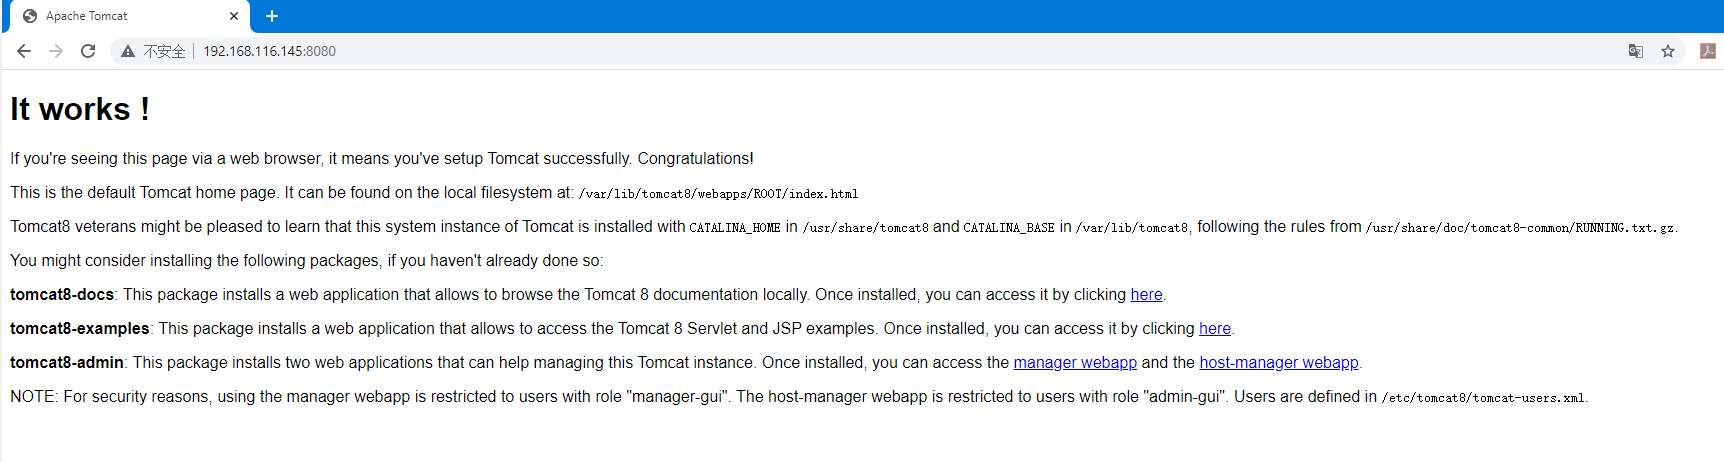 Apache Tomcat
不安全 192.168.116.145:8080
It works !
If you're seeing this page via a web browser, it means you've setup Tomcat successfully. Congratulations!
This is the default Tomcat home page. It can be found on the local filesystem at: /var/lib/tomcat8/webapps/ROOT/index.html
Tomcat8 veterans might be pleased to learn that this system instance of Tomcat is installed with CATALINA_HOME in /usr/share/tomcat8 and CATALINA_BASE in /var/lib/tomcat8, following the rules from /usr/share/doc/tomcat8-common/RUNNING.txt.gz.
You might consider installing the following packages, if you haven't already done so:
tomcat8-docs: This package installs a web application that allows to browse the Tomcat 8 documentation locally. Once installed, you can access it by clicking here.
tomcat8-examples: This package installs a web application that allows to access the Tomcat 8 Servlet and JSP examples. Once installed, you can access it by clicking here.
tomcat8-admin: This package installs two web applications that can help managing this Tomcat instance. Once installed, you can access the manager webapp and the host-manager webapp.
NOTE: For security reasons, using the manager webapp is restricted to users with role "manager-gui". The host-manager webapp is restricted to users with role "admin-gui". Users are defined in /etc/tomcat8/tomcat-users.xml.